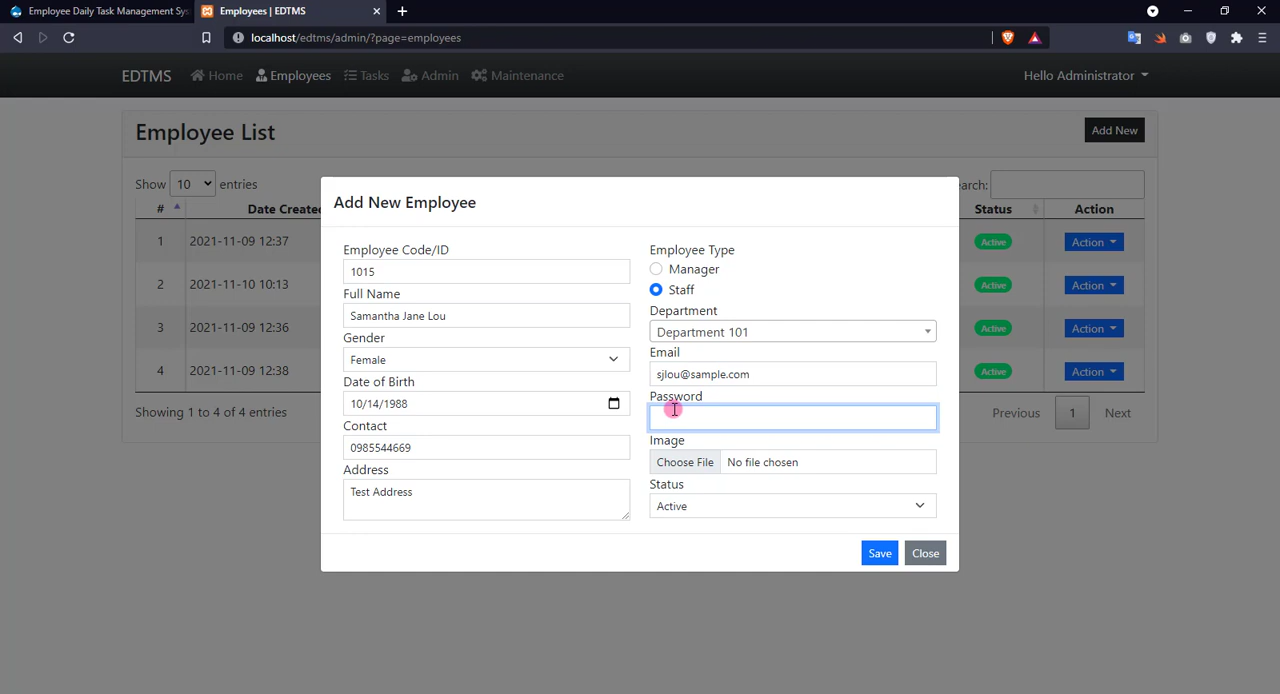 Employee Daily Task Management Sys
Employees | EDTMS
localhost/edtms/admin/?page=employees
EDTMS Home Employees Tasks Admin Maintenance Hello Administrator
Employee List Add New
Show 10 entries earch:
# Date Create Status Action
1 2021-11-09 12:37 Active Action
2 2021-11-10 10:13 Active Action
3 2021-11-09 12:36 Active Action
4 2021-11-09 12:38 Active Action
Showing 1 to 4 of 4 entries Previous 1 Next
Add New Employee
Employee Code/ID
1015
Full Name
Samantha Jane Lou
Gender
Female
Date of Birth
10/14/1988
Contact
0985544669
Address
Test Address
Employee Type
Manager
Staff
Department
Department 101
Email
sjlou@sample.com
Password
Image
Choose File No file chosen
Status
Active
Save Close